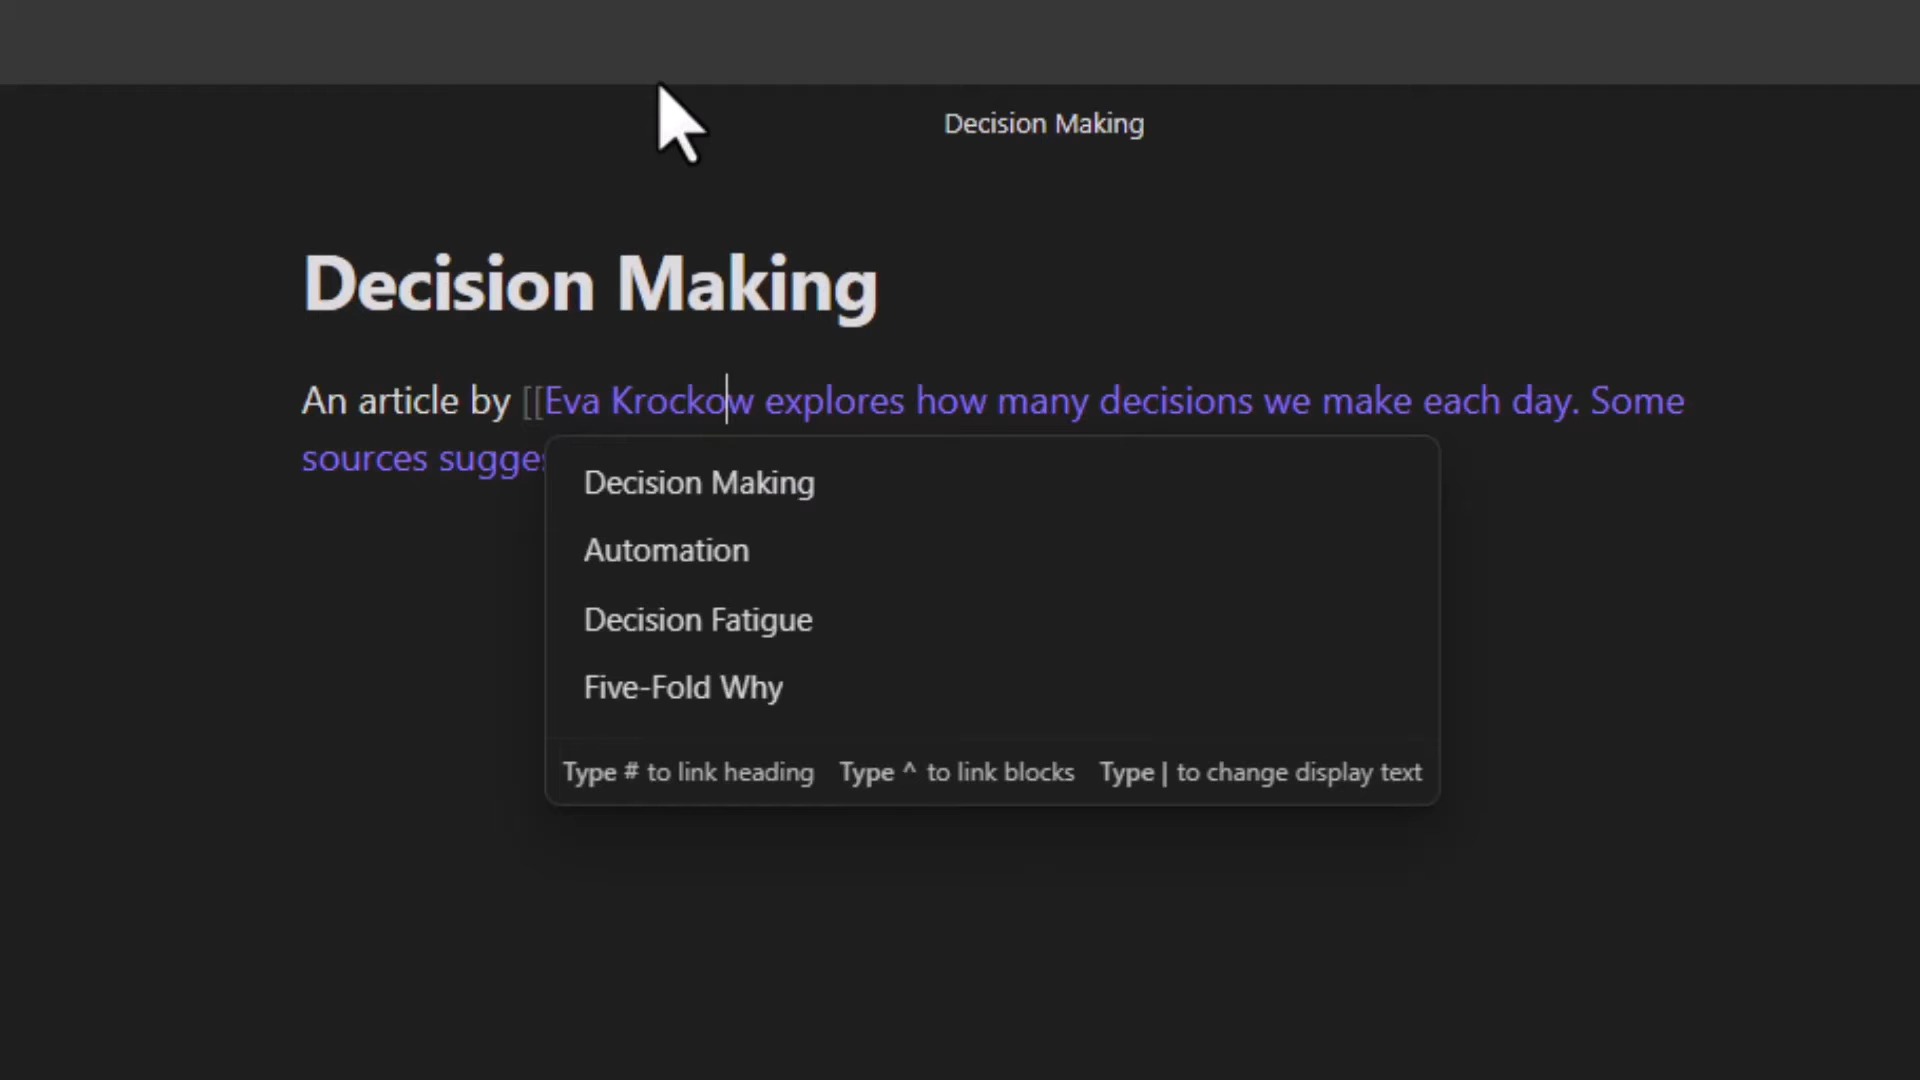 Decision Making
Decision Making
An article by [[Eva Krockow explores how many decisions we make each day. Some
sources
Decision Making
Automation
Decision Fatigue
Five-Fold Why
Type # to link heading Type ^ to link blocks Type | to change display text